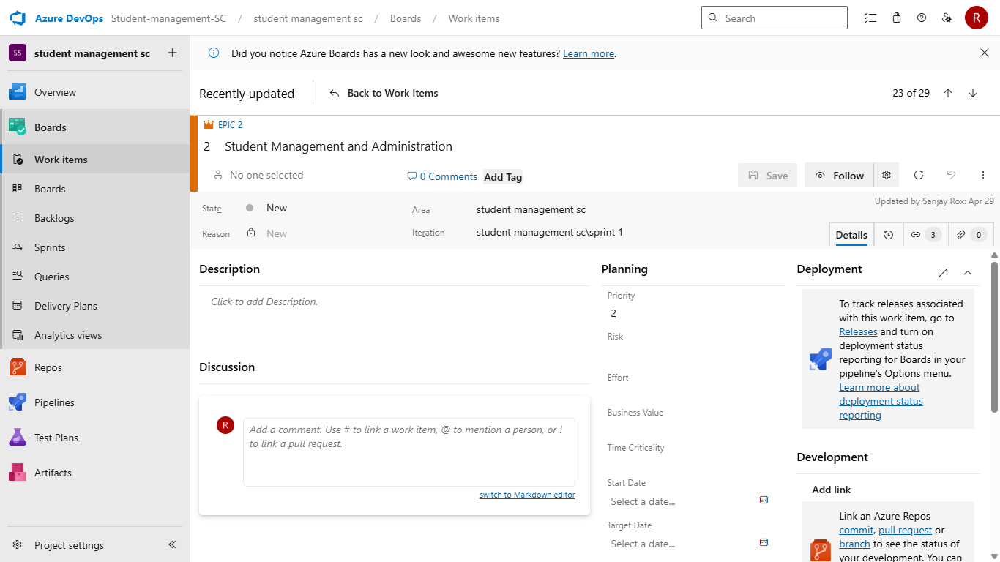 Azure DevOps Student-management-SC / student management sc / Boards / Work items
Search
R
SS student management sc
Overview
Boards
Work items
Boards
Backlogs
Sprints
Queries
Delivery Plans
Analytics views
Repos
Pipelines
Test Plans
Artifacts
Project settings
Did you notice Azure Boards has a new look and awesome new features? Learn more.
Recently updated
Back to Work Items
23 of 29
EPIC 2
2 Student Management and Administration
No one selected
0 Comments
Add Tag
Save
Follow
State New
Reason New
Area student management sc
Iteration student management sc\sprint 1
Updated by Sanjay Rox: Apr 29
Details
3
0
Description
Click to add Description.
Discussion
R
Add a comment. Use # to link a work item, @ to mention a person, or !
to link a pull request.
switch to Markdown editor
Planning
Priority
2
Risk
Effort
Business Value
Time Criticality
Start Date
Select a date...
Target Date
Select a date...
Deployment
To track releases associated
with this work item, go to
Releases and turn on
deployment status
reporting for Boards in your
pipeline's Options menu.
Learn more about
deployment status
reporting
Development
Add link
Link an Azure Repos
commit, pull request or
branch to see the status of
your development. You can